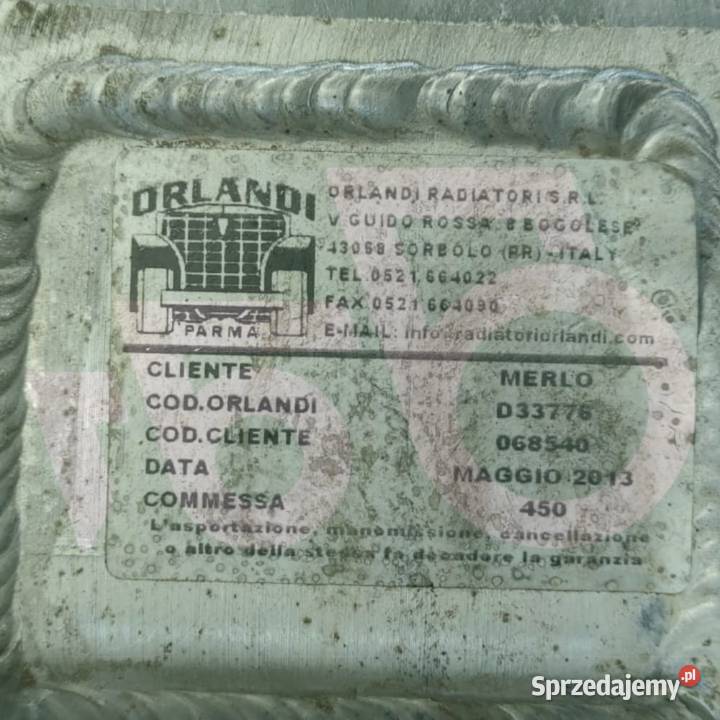 ORLANDI
PARMA
ORLANDI RADIATORI S.R.L.
V. GUIDO ROSSA, 8 BOGOLESE
43058 SORBOLO (PR) - ITALY
TEL.0521,664022
FAX.0521,664090
E-MAIL: info@radiatoriorlandi.com
CLIENTE MERLO
COD.ORLANDI D33776
COD.CLIENTE 068540
DATA MAGGIO 2013
COMMESSA 450
L'asportazione, manomissione, cancellazione
o altro della stessa fa decadere la garanzia
Sprzedajemy.pl